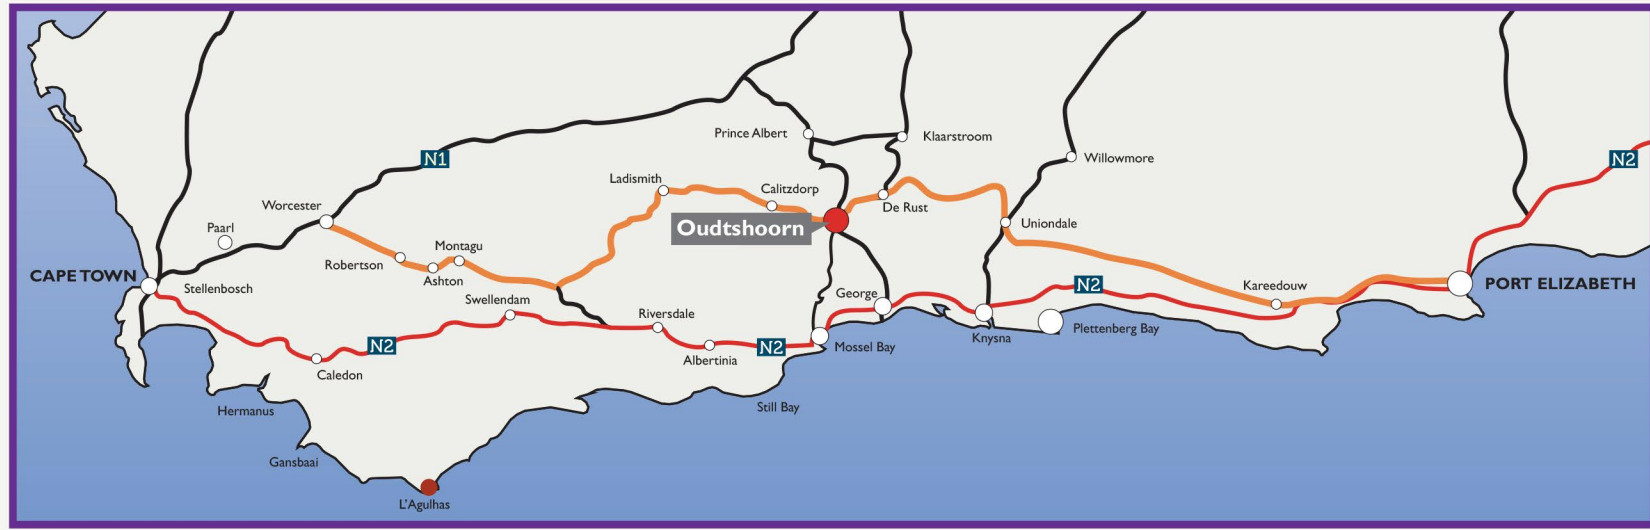 N1
Prince Albert
Klaarstroom
Willowmore
N2
Ladismith
Calitzdorp
Worcester
De Rust
Paarl
Oudtshoorn
Uniondale
Montagu
Robertson
Ashton
CAPE TOWN
Stellenbosch
Swellendam
George
N2
Kareedouw
PORT ELIZABETH
Riversdale
N2
Albertinia
N2
Mossel Bay
Knysna
Plettenberg Bay
Caledon
Hermanus
Still Bay
Gansbaai
L'Agulhas